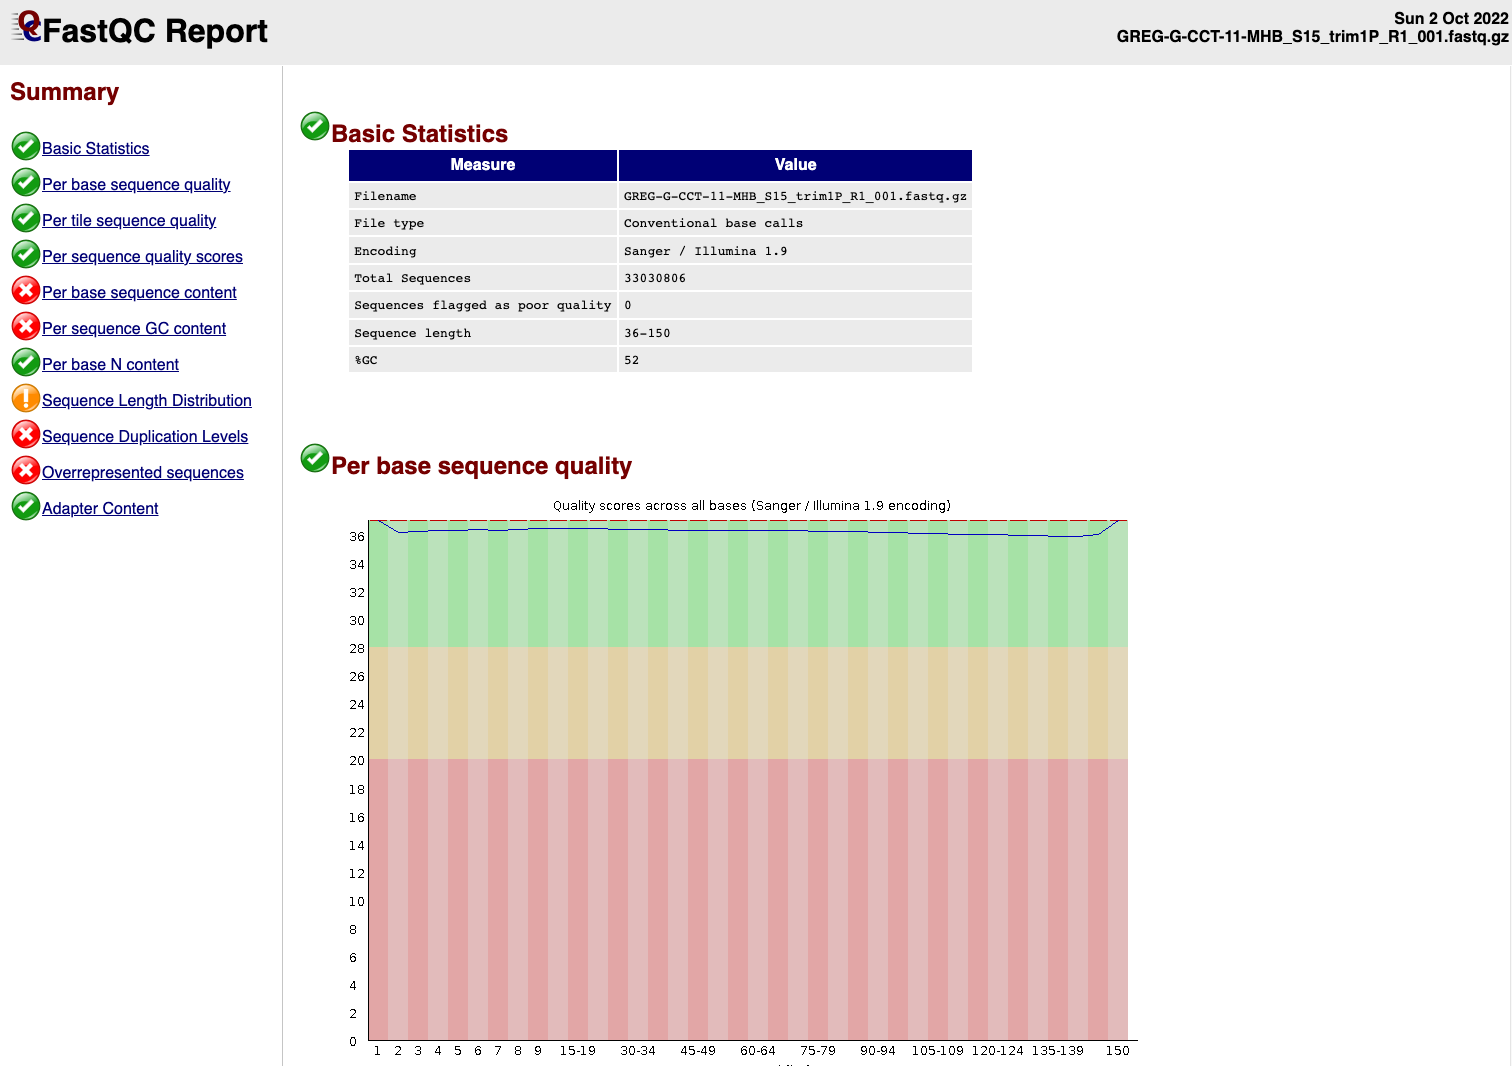 FastQC Report
Sun 2 Oct 2022
GREG-G-CCT-11-MHB_S15_trim1P_R1_001.fastq.gz
Summary
Basic Statistics
Per base sequence quality
Per tile sequence quality
Per sequence quality scores
Per base sequence content
Per sequence GC content
Per base N content
Sequence Length Distribution
Sequence Duplication Levels
Overrepresented sequences
Adapter Content
Basic Statistics
Measure Value
Filename GREG-G-CCT-11-MHB_S15_trim1P_R1_001.fastq.gz
File type Conventional base calls
Encoding Sanger / Illumina 1.9
Total Sequences 33030806
Sequences flagged as poor quality 0
Sequence length 36-150
%GC 52
Per base sequence quality
Quality scores across all bases (Sanger / Illumina 1.9 encoding)
36
34
32
30
28
26
24
22
20
18
16
14
12
10
8
6
4
2
0
1 2 3 4 5 6 7 8 9 15-19 30-34 45-49 60-64 75-79 90-94 105-109 120-124 135-139 150